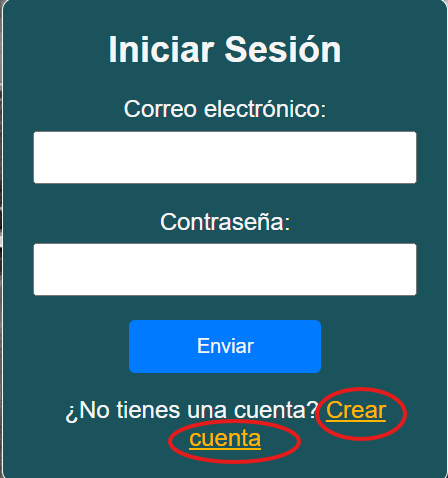 Iniciar Sesión
Correo electrónico:
Contraseña:
Enviar
¿No tienes una cuenta? Crear
cuenta